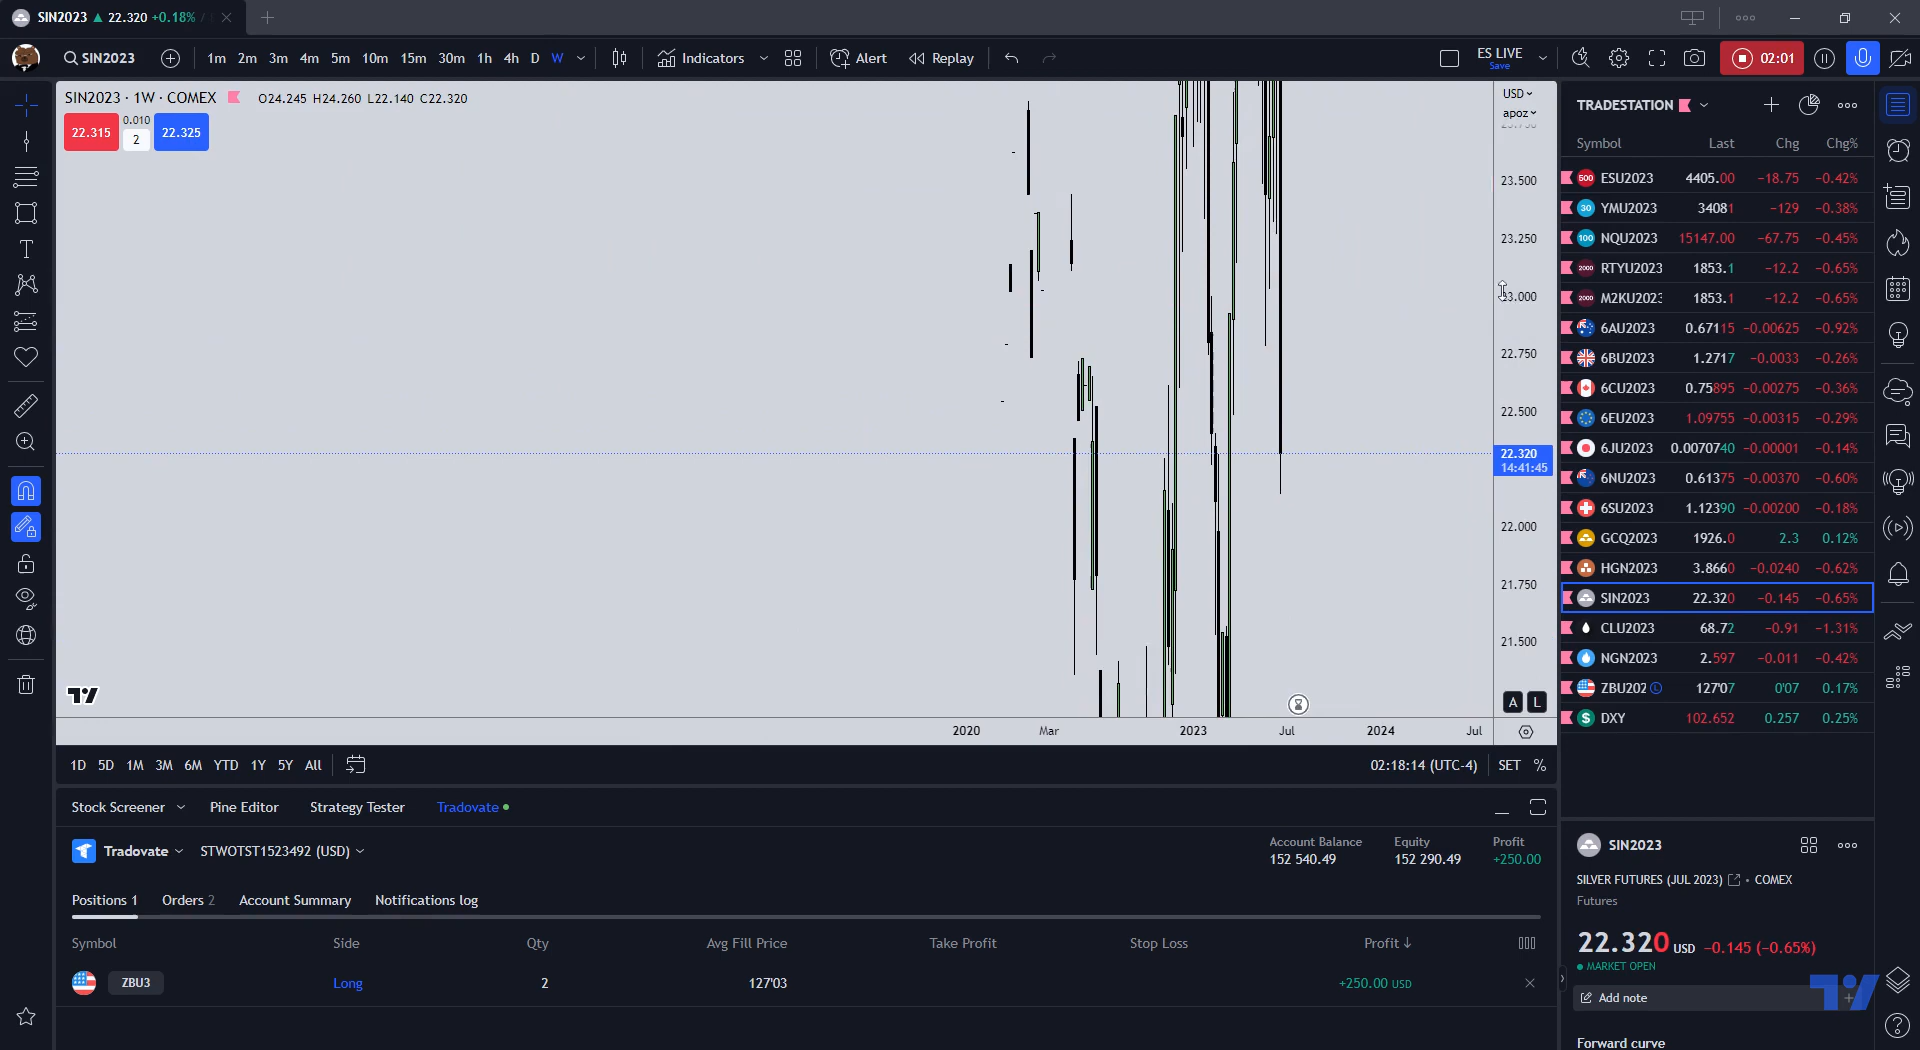 SIN2023 ▲ 22.320 +0.18% /
SIN2023 1m 2m 3m 4m 5m 10m 15m 30m 1h 4h D W Indicators Alert Replay ES LIVE 02:01
Save
SIN2023 · 1W · COMEX O24.245 H24.260 L22.140 C22.320
22.315 0.010 22.325
2
USD
apoz
23.750
23.500
23.250
23.000
22.750
22.500
22.320
14:41:45
22.000
21.750
21.500
A L
2020 Mar 2023 Jul 2024 Jul
1D 5D 1M 3M 6M YTD 1Y 5Y All 02:18:14 (UTC-4) SET %
Stock Screener Pine Editor Strategy Tester Tradovate
Tradovate STWOTST1523492 (USD)
Account Balance Equity Profit
152 540.49 152 290.49 +250.00
Positions 1 Orders 2 Account Summary Notifications log
Symbol Side Qty Avg Fill Price Take Profit Stop Loss Profit ↓
ZBU3 Long 2 127'03 +250.00 USD
TRADESTATION
Symbol Last Chg Chg%
500 ESU2023 4405.00 −18.75 −0.42%
30 YMU2023 34081 −129 −0.38%
100 NQU2023 15147.00 −67.75 −0.45%
2000 RTYU2023 1853.1 −12.2 −0.65%
2000 M2KU2023 1853.1 −12.2 −0.65%
6AU2023 0.67115 −0.00625 −0.92%
6BU2023 1.2717 −0.0033 −0.26%
6CU2023 0.75895 −0.00275 −0.36%
6EU2023 1.09755 −0.00315 −0.29%
6JU2023 0.0070740 −0.00001 −0.14%
6NU2023 0.61375 −0.00370 −0.60%
6SU2023 1.12390 −0.00200 −0.18%
GCQ2023 1926.0 2.3 0.12%
HGN2023 3.8660 −0.0240 −0.62%
SIN2023 22.320 −0.145 −0.65%
CLU2023 68.72 −0.91 −1.31%
NGN2023 2.597 −0.011 −0.42%
ZBU202 L 127'07 0'07 0.17%
$ DXY 102.652 0.257 0.25%
SIN2023
SILVER FUTURES (JUL 2023) • COMEX
Futures
22.320 USD −0.145 (−0.65%)
MARKET OPEN
Add note
Forward curve